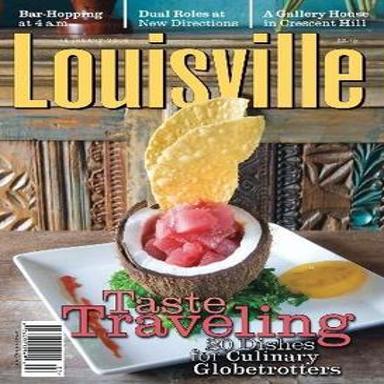 Bar-Hopping
at 4 a.m.
Dual Roles at
New Directions
A Gallery House
in Crescent Hill
Louisville
Taste
Traveling
20 Dishes
for Culinary
Globetrotters